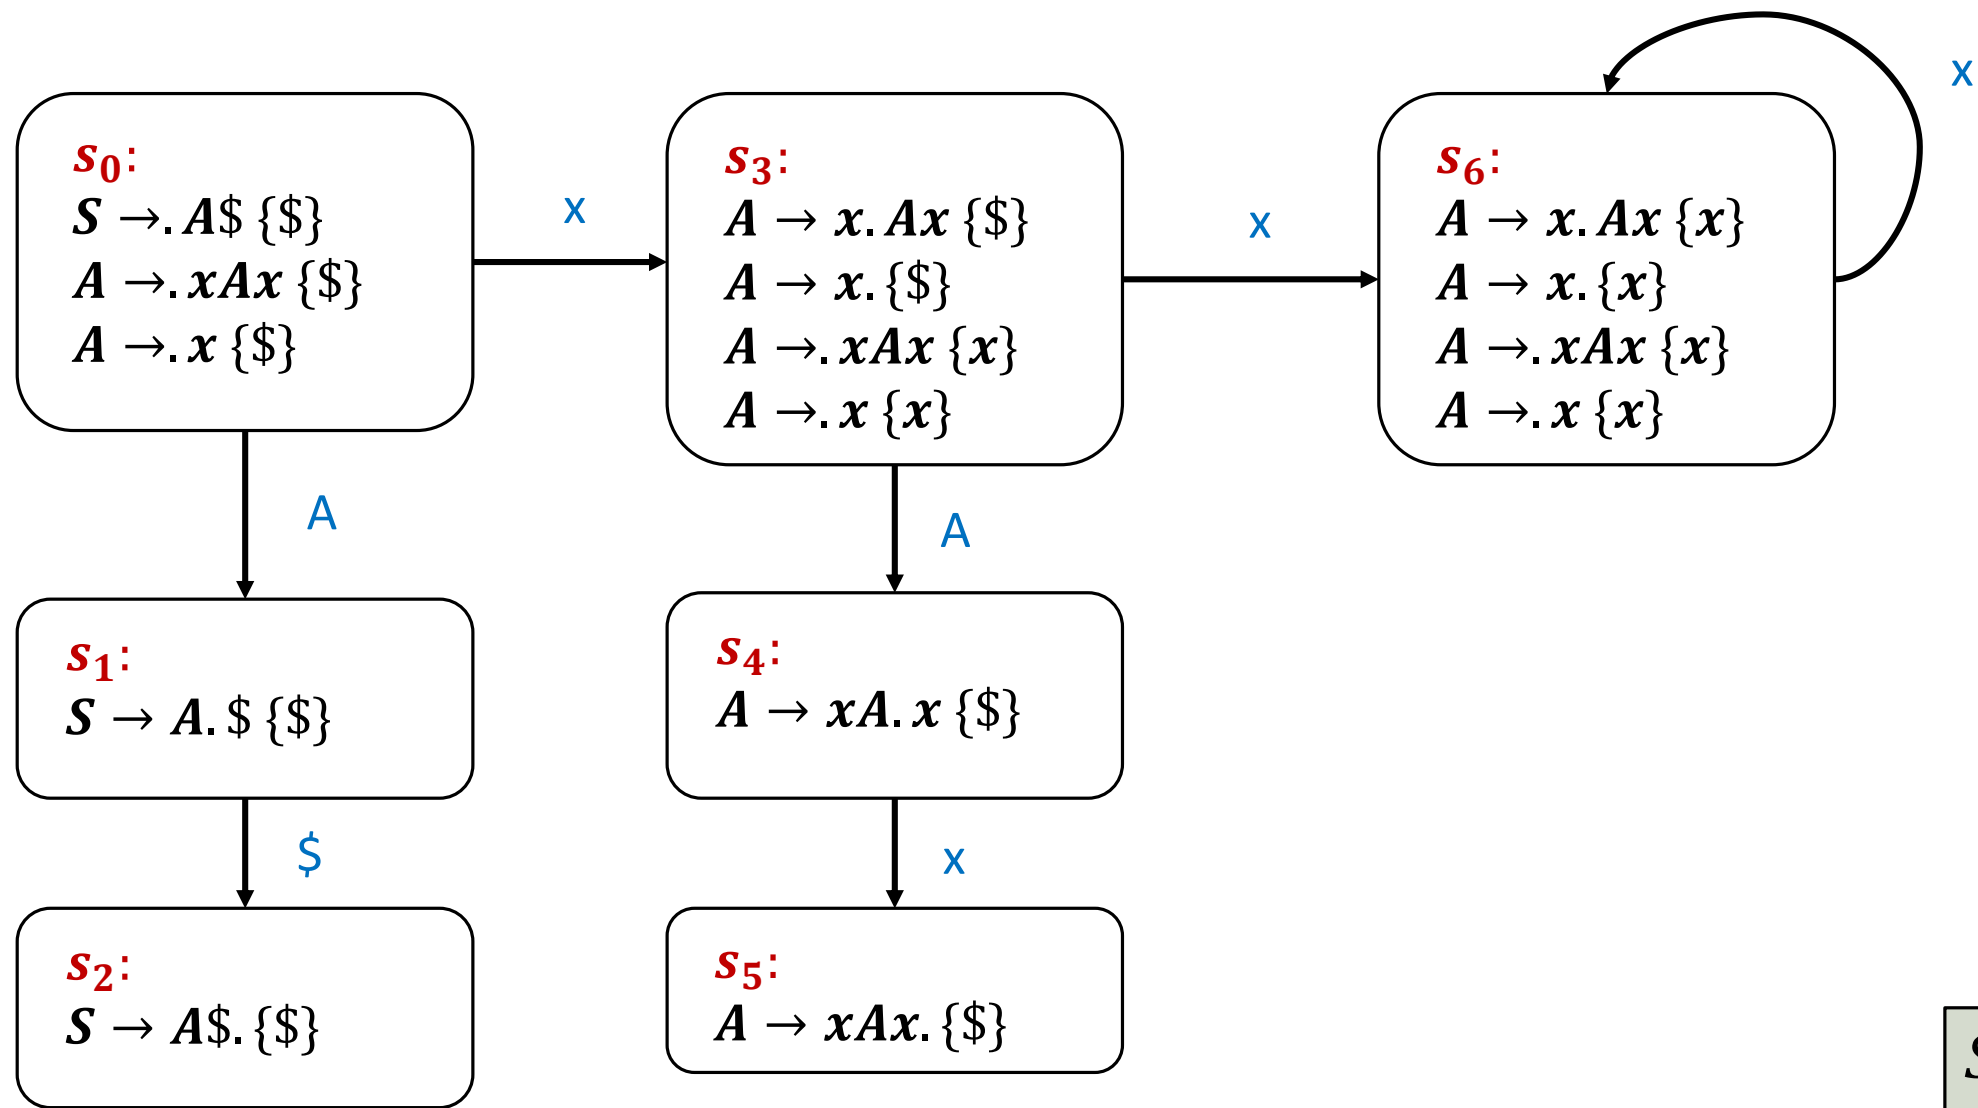 s₀:
S →. A$ {$}
A →. xAx {$}
A →. x {$}
x
s₃:
A → x. Ax {$}
A → x. {$}
A →. xAx {x}
A →. x {x}
x
s₆:
A → x. Ax {x}
A → x. {x}
A →. xAx {x}
A →. x {x}
x
A
A
s₁:
S → A. $ {$}
s₄:
A → xA. x {$}
$
x
s₂:
S → A$. {$}
s₅:
A → xAx. {$}